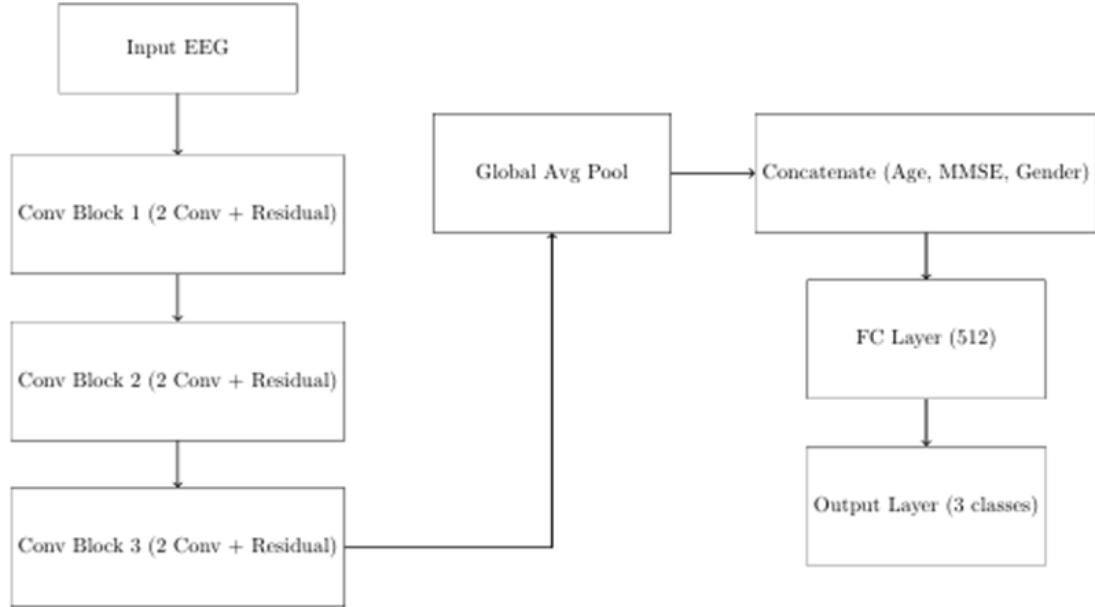 Input EEG
Conv Block 1 (2 Conv + Residual)
Conv Block 2 (2 Conv + Residual)
Conv Block 3 (2 Conv + Residual)
Global Avg Pool
Concatenate (Age, MMSE, Gender)
FC Layer (512)
Output Layer (3 classes)